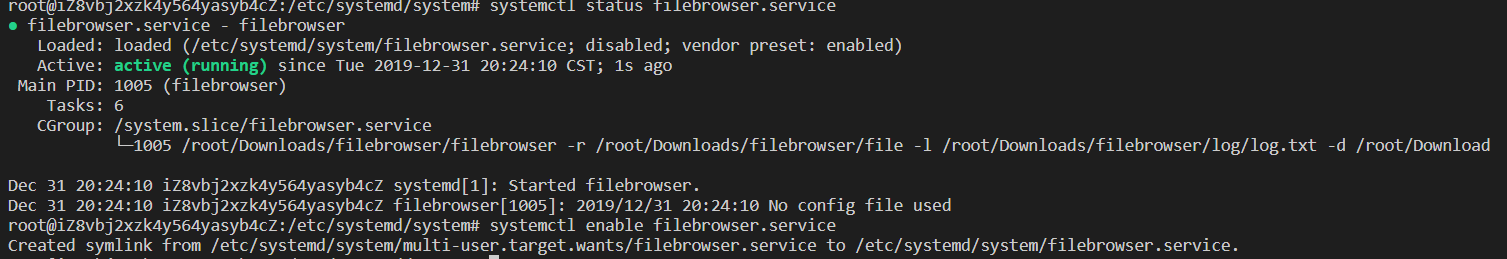 root@iZ8vbj2xzk4y564yasyb4cZ:/etc/systemd/system# systemctl status filebrowser.service
● filebrowser.service - filebrowser
Loaded: loaded (/etc/systemd/system/filebrowser.service; disabled; vendor preset: enabled)
Active: active (running) since Tue 2019-12-31 20:24:10 CST; 1s ago
Main PID: 1005 (filebrowser)
Tasks: 6
CGroup: /system.slice/filebrowser.service
└─1005 /root/Downloads/filebrowser/filebrowser -r /root/Downloads/filebrowser/file -l /root/Downloads/filebrowser/log/log.txt -d /root/Download
Dec 31 20:24:10 iZ8vbj2xzk4y564yasyb4cZ systemd[1]: Started filebrowser.
Dec 31 20:24:10 iZ8vbj2xzk4y564yasyb4cZ filebrowser[1005]: 2019/12/31 20:24:10 No config file used
root@iZ8vbj2xzk4y564yasyb4cZ:/etc/systemd/system# systemctl enable filebrowser.service
Created symlink from /etc/systemd/system/multi-user.target.wants/filebrowser.service to /etc/systemd/system/filebrowser.service.